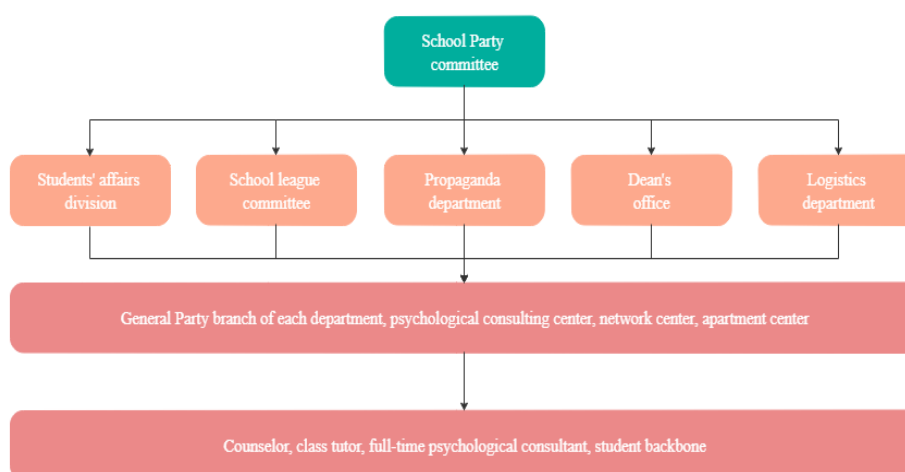 School Party
committee
Students' affairs
division
School league
committee
Propaganda
department
Dean's
office
Logistics
department
General Party branch of each department, psychological consulting center, network center, apartment center
Counselor, class tutor, full-time psychological consultant, student backbone